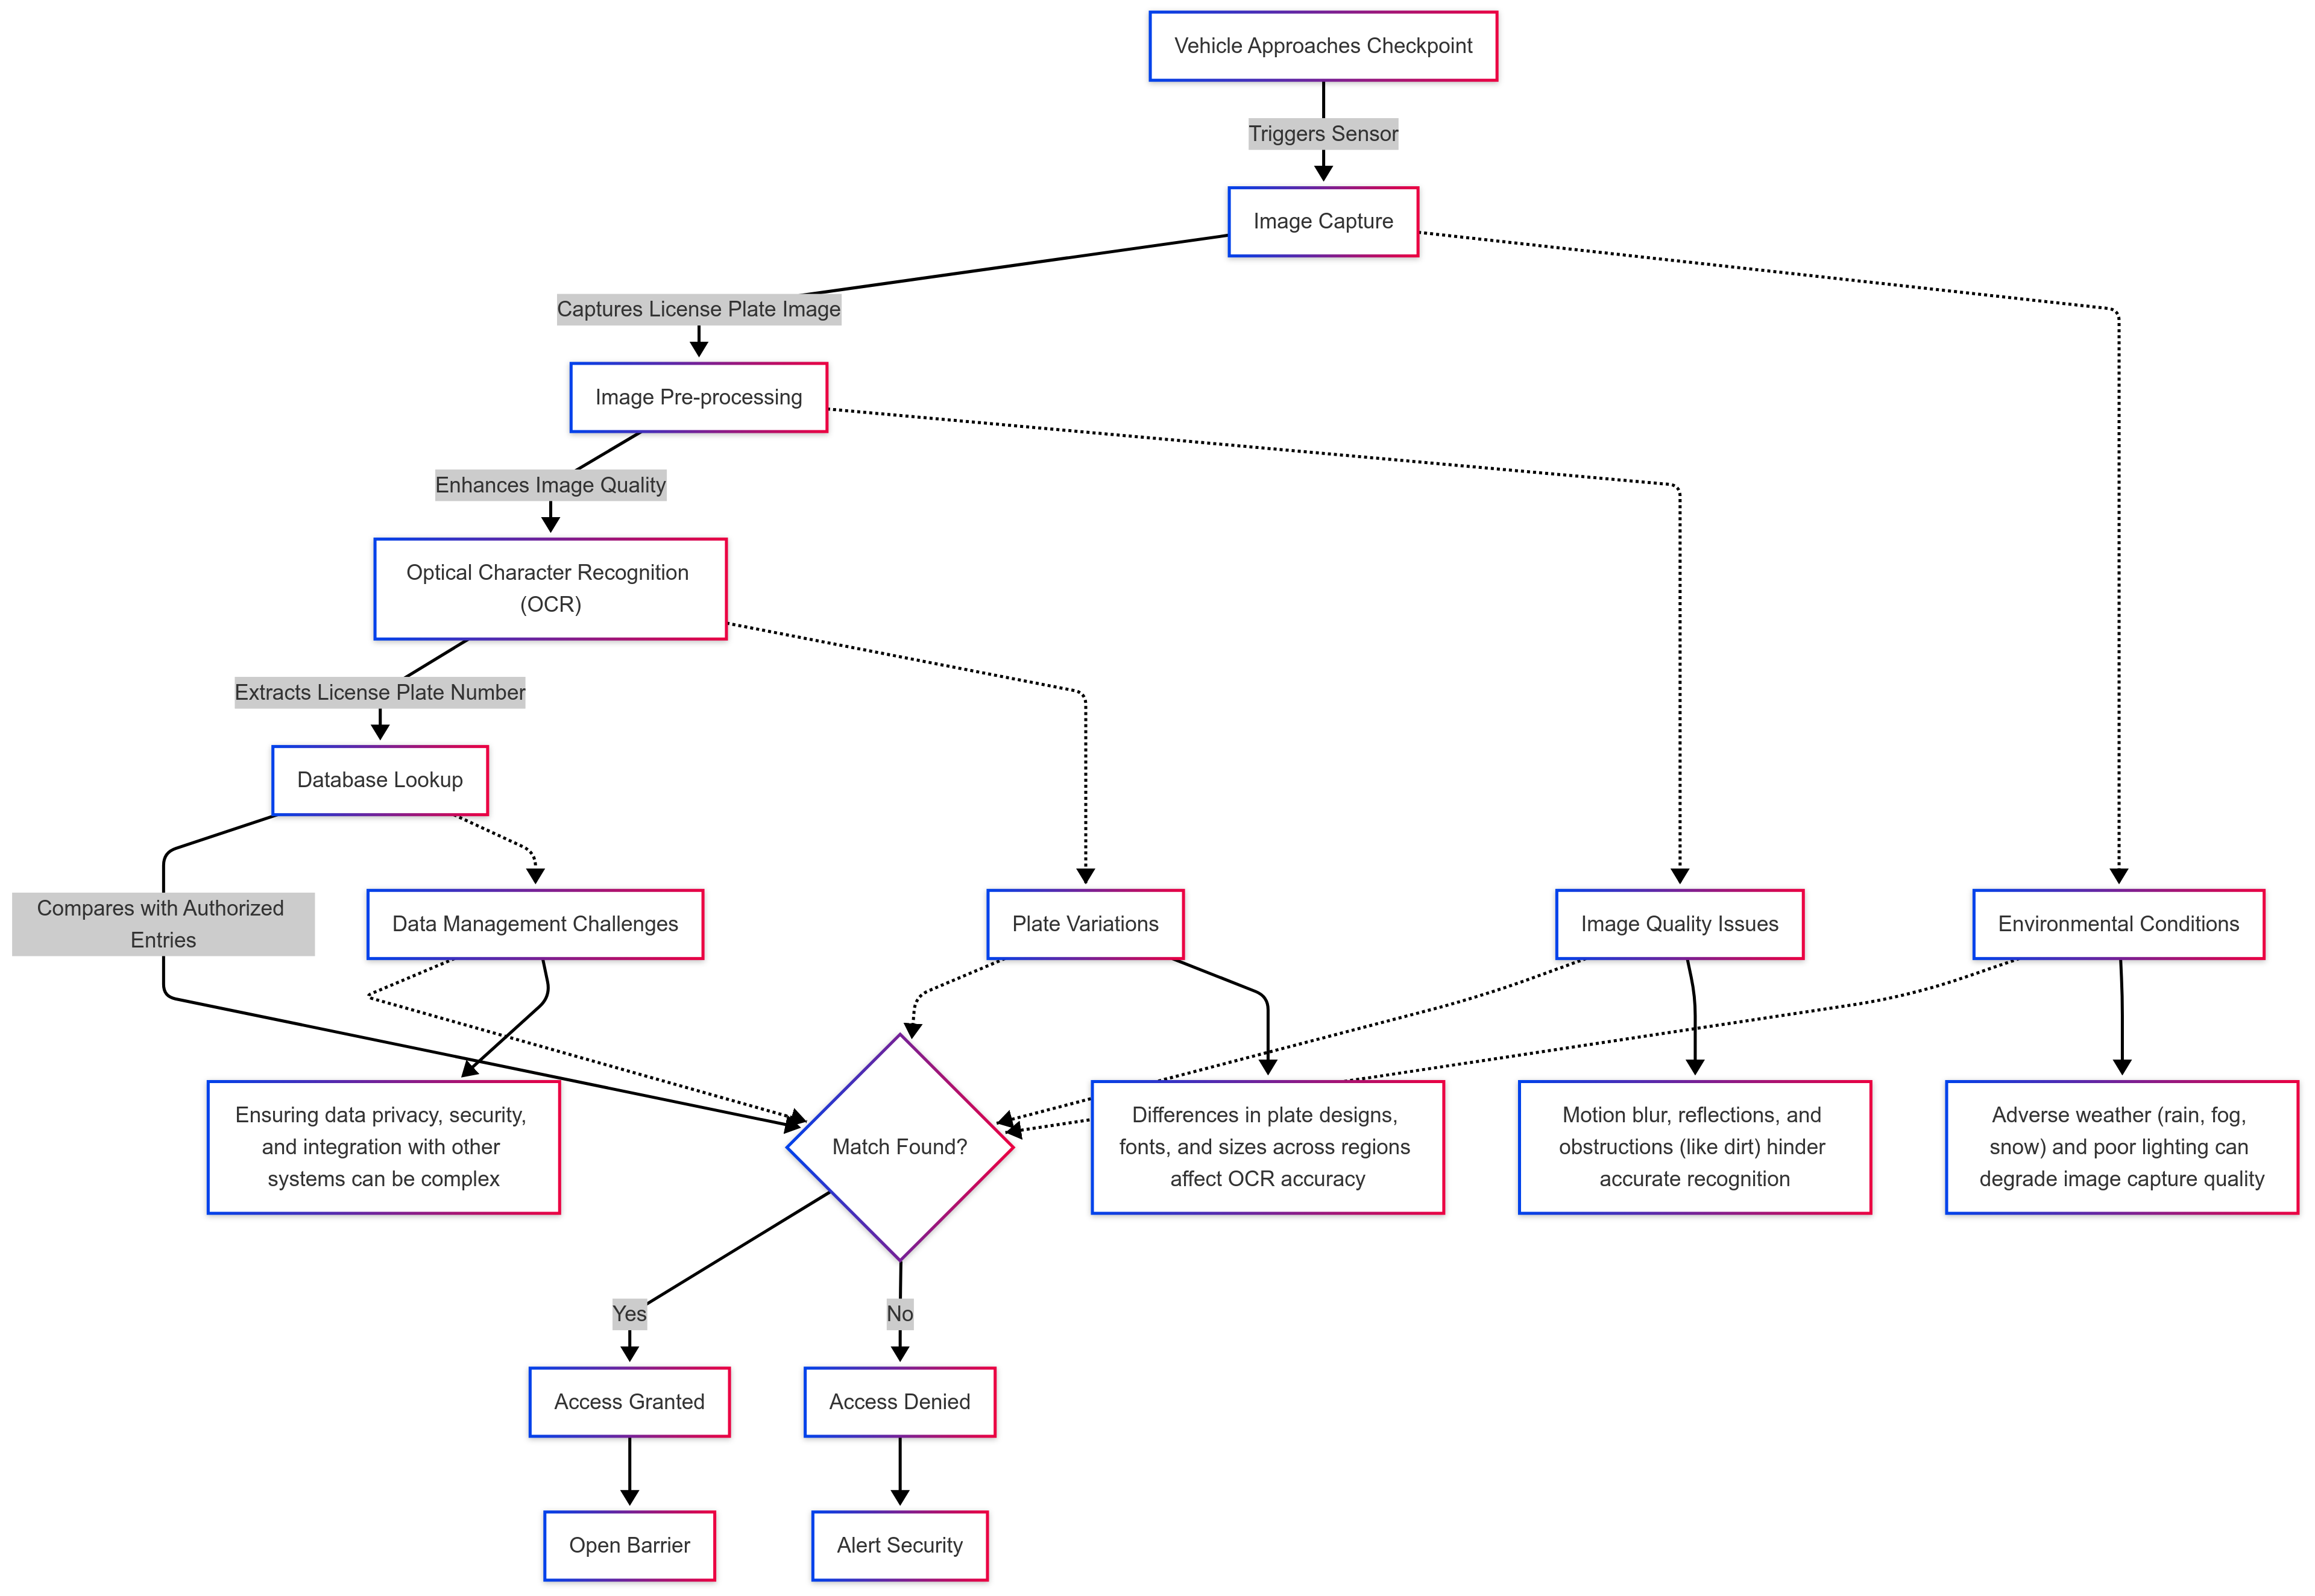 Vehicle Approaches Checkpoint
Triggers Sensor
Image Capture
Captures License Plate Image
Image Pre-processing
Enhances Image Quality
Optical Character Recognition
(OCR)
Extracts License Plate Number
Database Lookup
Compares with Authorized
Entries
Data Management Challenges
Plate Variations
Image Quality Issues
Environmental Conditions
Ensuring data privacy, security,
and integration with other
systems can be complex
Match Found?
Differences in plate designs,
fonts, and sizes across regions
affect OCR accuracy
Motion blur, reflections, and
obstructions (like dirt) hinder
accurate recognition
Adverse weather (rain, fog,
snow) and poor lighting can
degrade image capture quality
Yes
No
Access Granted
Access Denied
Open Barrier
Alert Security